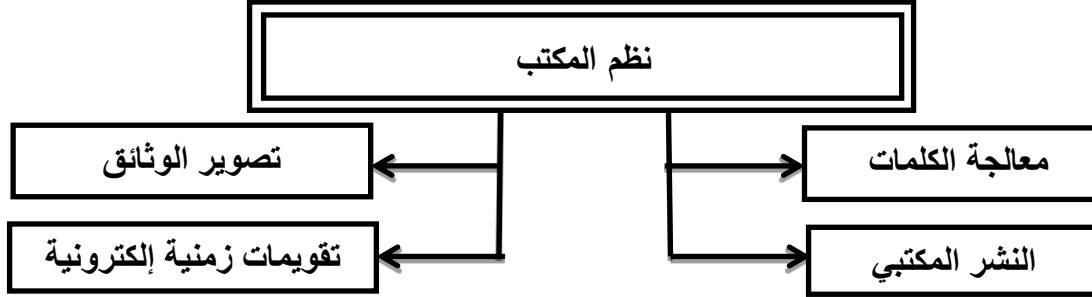 نظم المكتب
معالجة الكلمات
تصوير الوثائق
النشر المكتبي
تقويمات زمنية إلكترونية